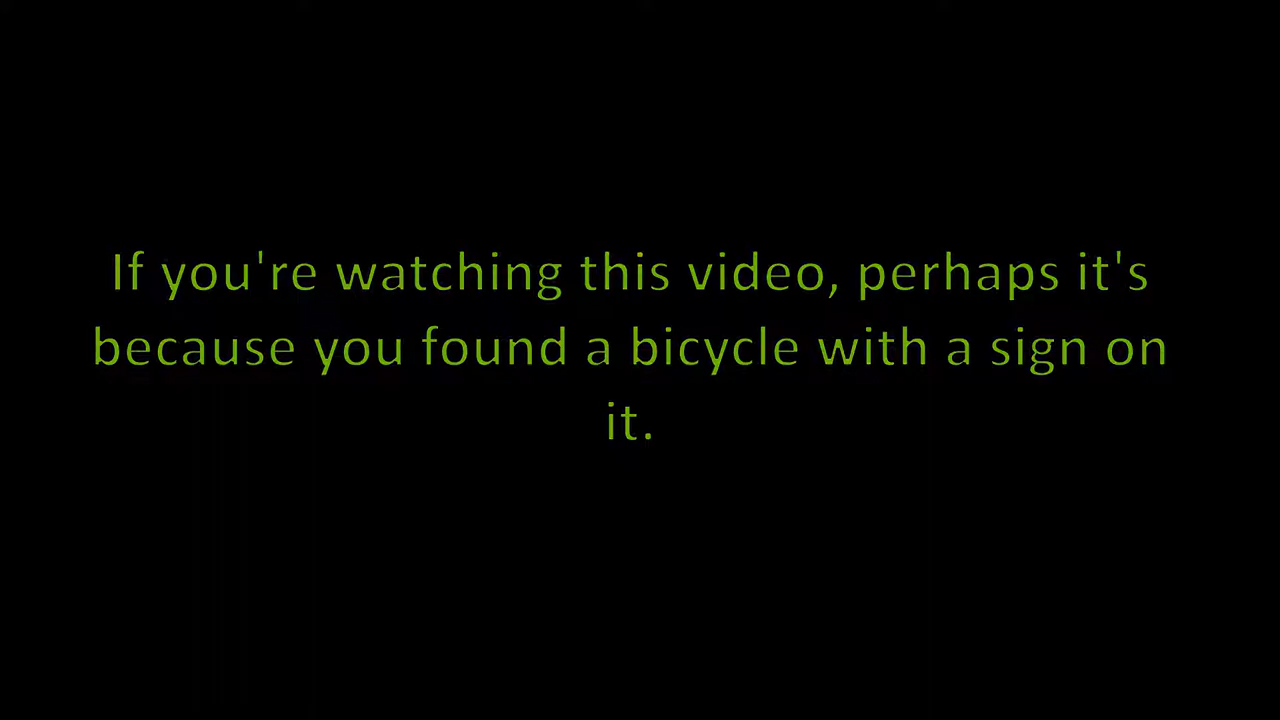 If you're watching this video, perhaps it's
because you found a bicycle with a sign on
it.